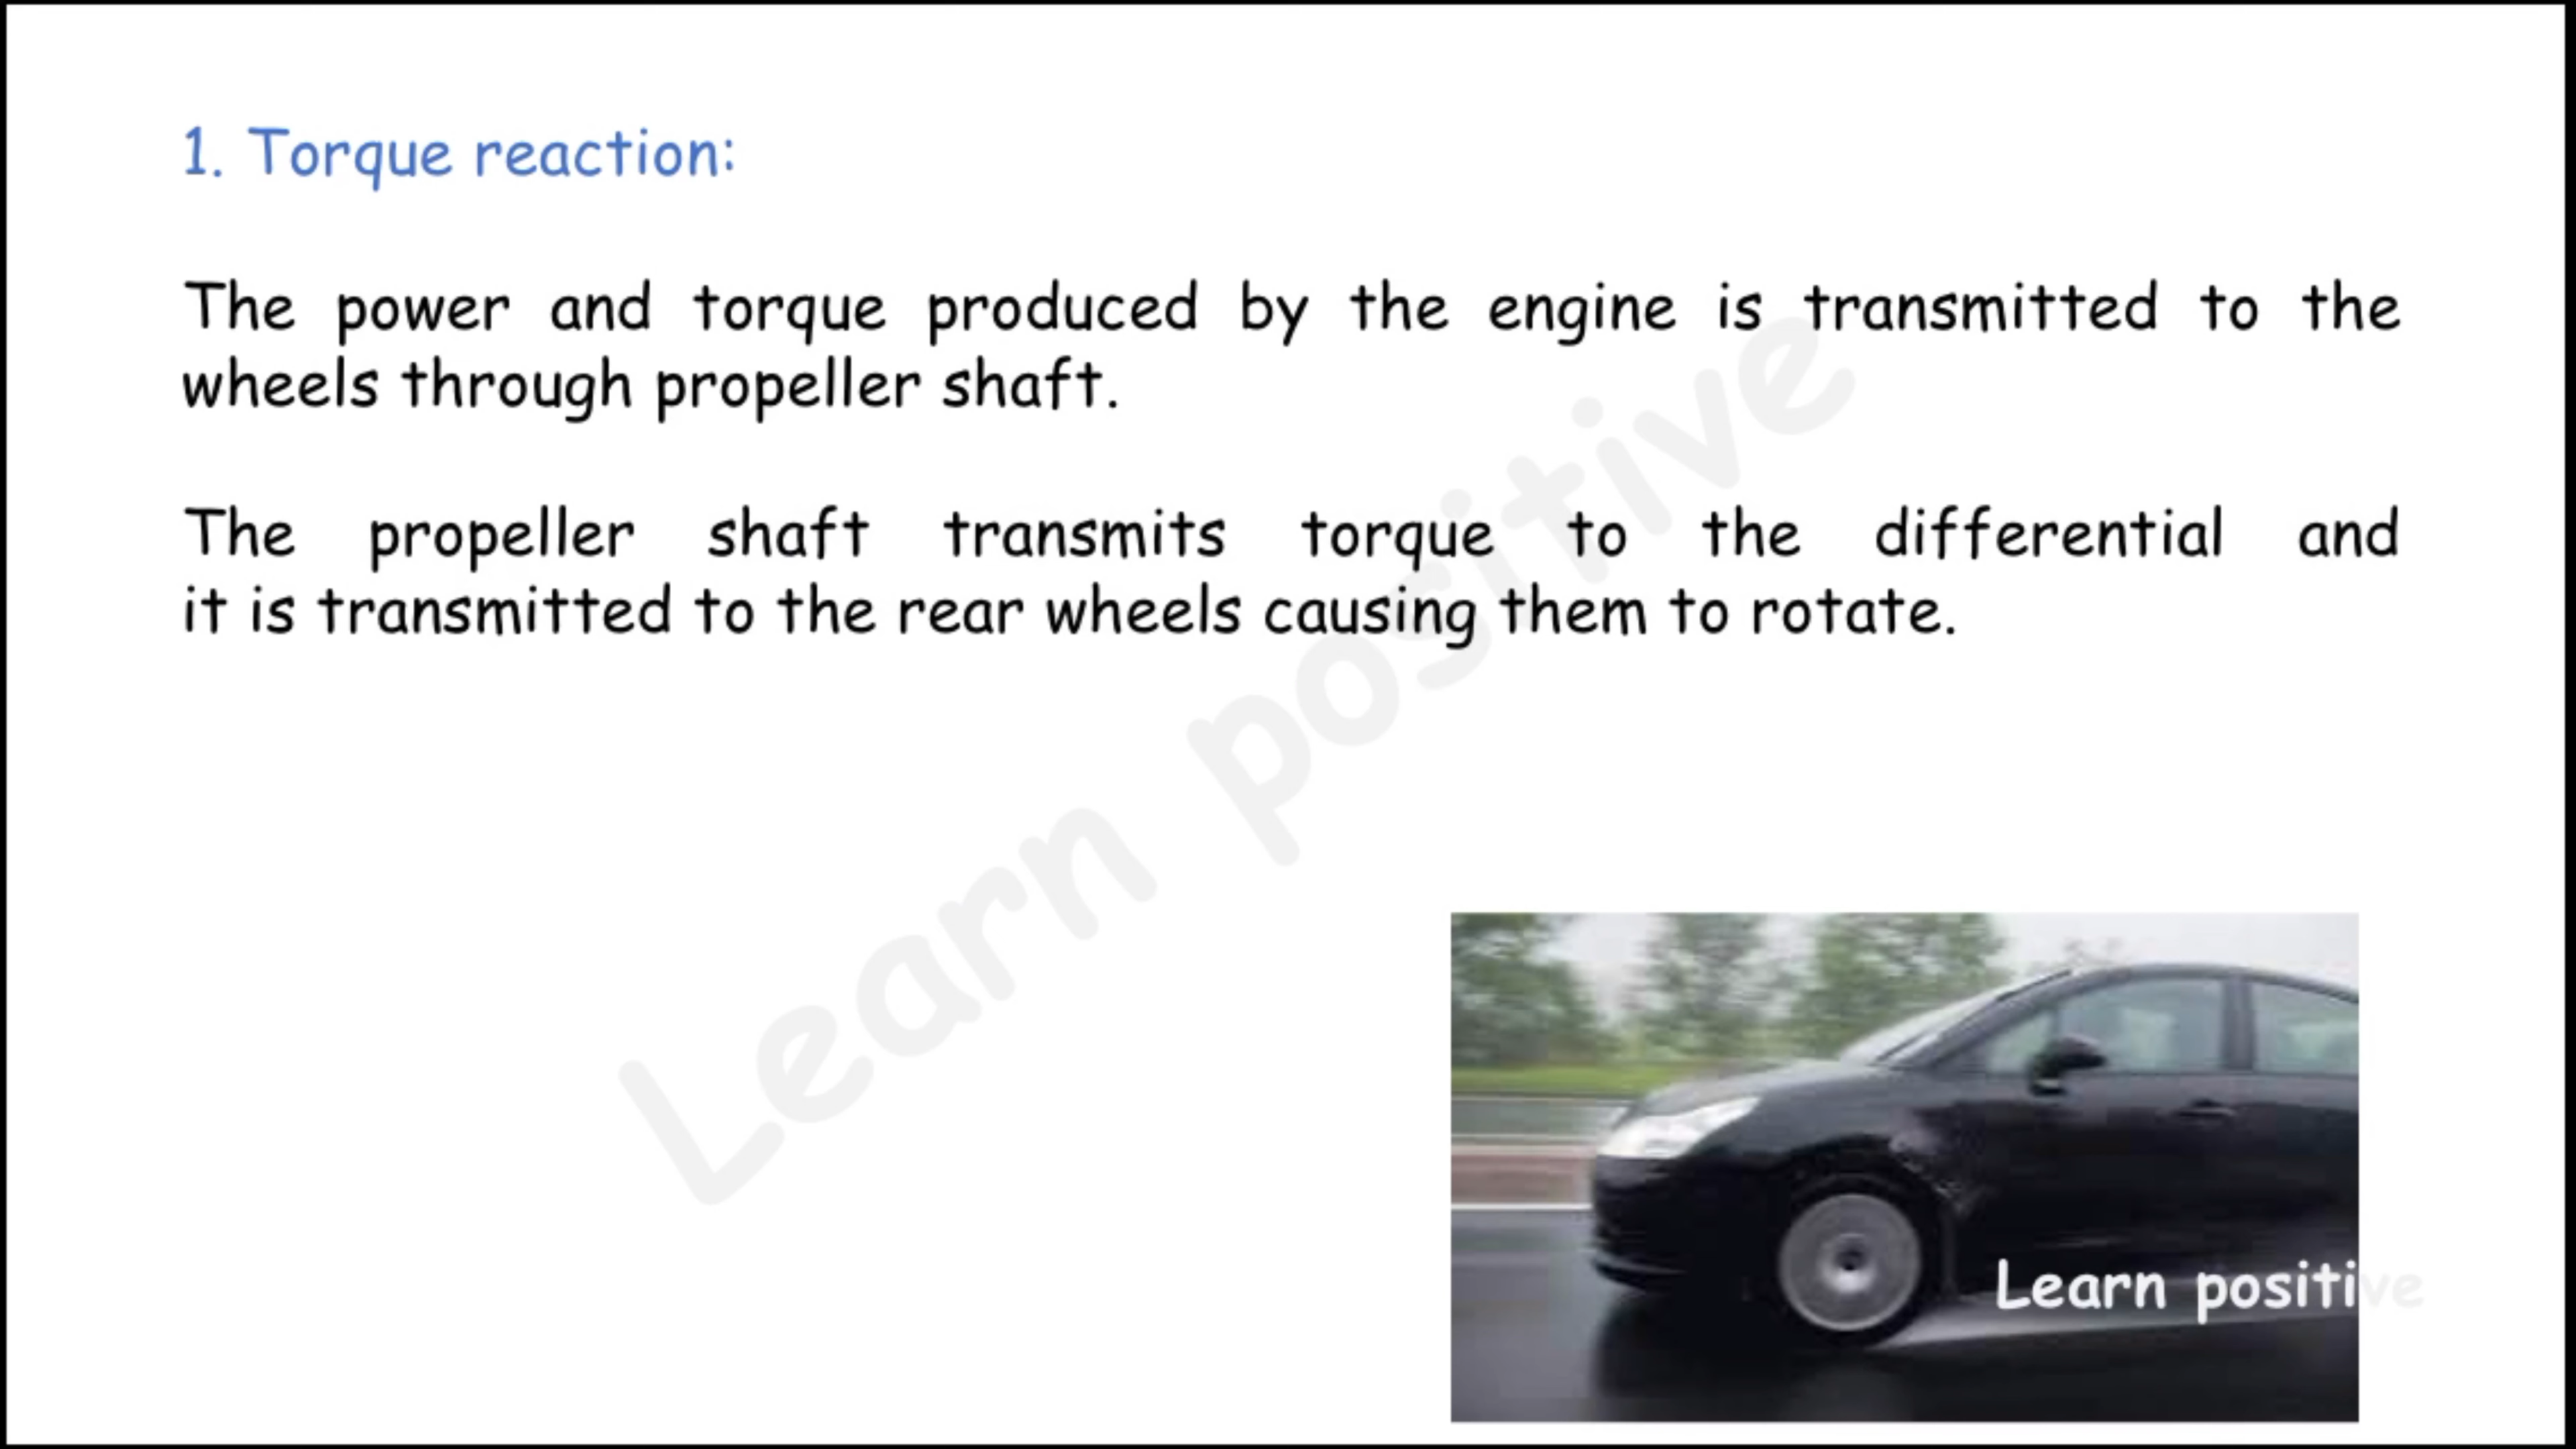 1. Torque reaction:
The power and torque produced by the engine is transmitted to the
wheels through propeller shaft.
The propeller shaft transmits torque to the differential and
it is transmitted to the rear wheels causing them to rotate.
Learn positive
Learn positive